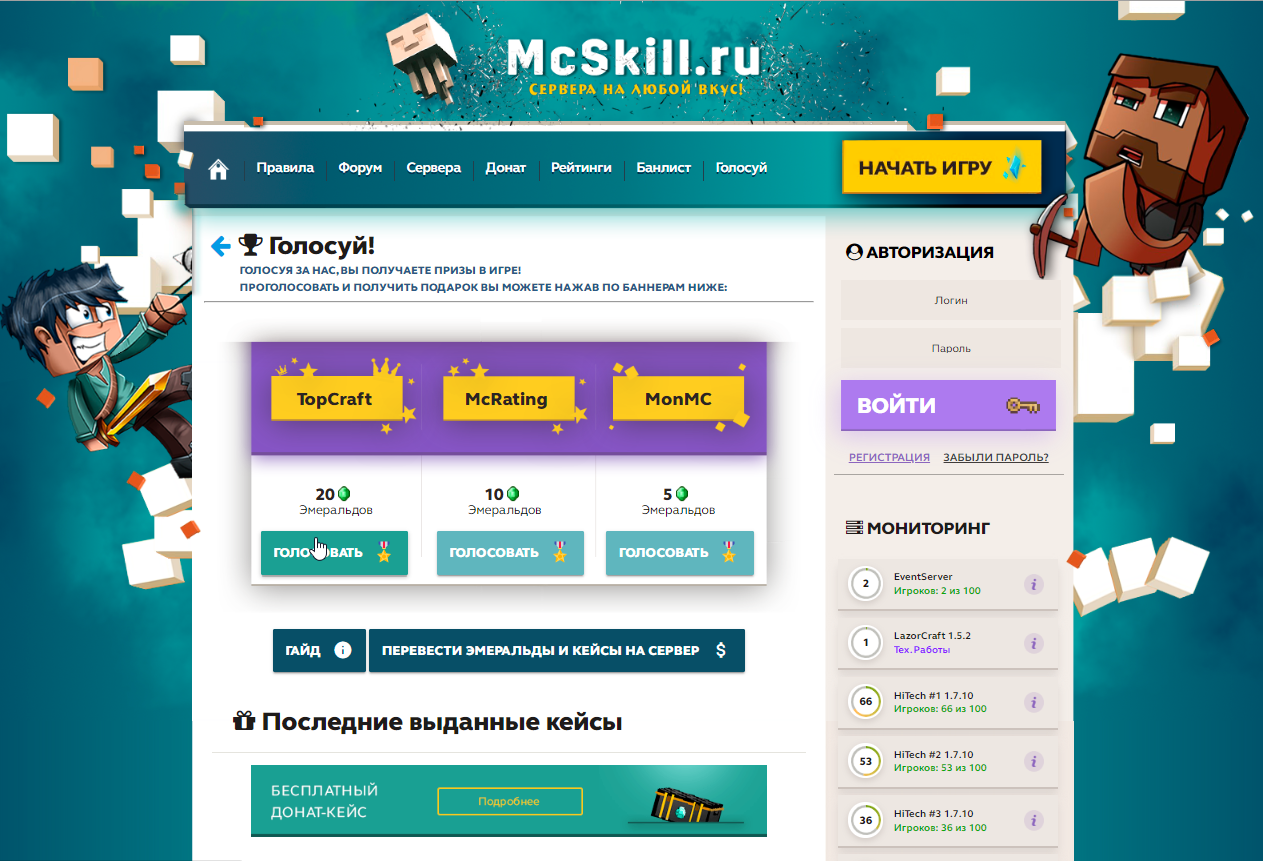 McSkill.ru
СЕРВЕРА НА ЛЮБОЙ ВКУС!
Правила
Форум
Сервера
Донат
Рейтинги
Банлист
Голосуй
НАЧАТЬ ИГРУ
Голосуй!
ГОЛОСУЯ ЗА НАС, ВЫ ПОЛУЧАЕТЕ ПРИЗЫ В ИГРЕ!
ПРОГОЛОСОВАТЬ И ПОЛУЧИТЬ ПОДАРОК ВЫ МОЖЕТЕ НАЖАВ ПО БАННЕРАМ НИЖЕ:
TopCraft
McRating
MonMC
20
Эмеральдов
10
Эмеральдов
5
Эмеральдов
ГОЛОСОВАТЬ
ГОЛОСОВАТЬ
ГОЛОСОВАТЬ
ГАЙД
ПЕРЕВЕСТИ ЭМЕРАЛЬДЫ И КЕЙСЫ НА СЕРВЕР $
Последние выданные кейсы
БЕСПЛАТНЫЙ
ДОНАТ-КЕЙС
Подробнее
АВТОРИЗАЦИЯ
Логин
Пароль
ВОЙТИ
РЕГИСТРАЦИЯ
ЗАБЫЛИ ПАРОЛЬ?
МОНИТОРИНГ
2
EventServer
Игроков: 2 из 100
1
LazorCraft 1.5.2
Тех.Работы
66
HiTech #1 1.7.10
Игроков: 66 из 100
53
HiTech #2 1.7.10
Игроков: 53 из 100
36
HiTech #3 1.7.10
Игроков: 36 из 100